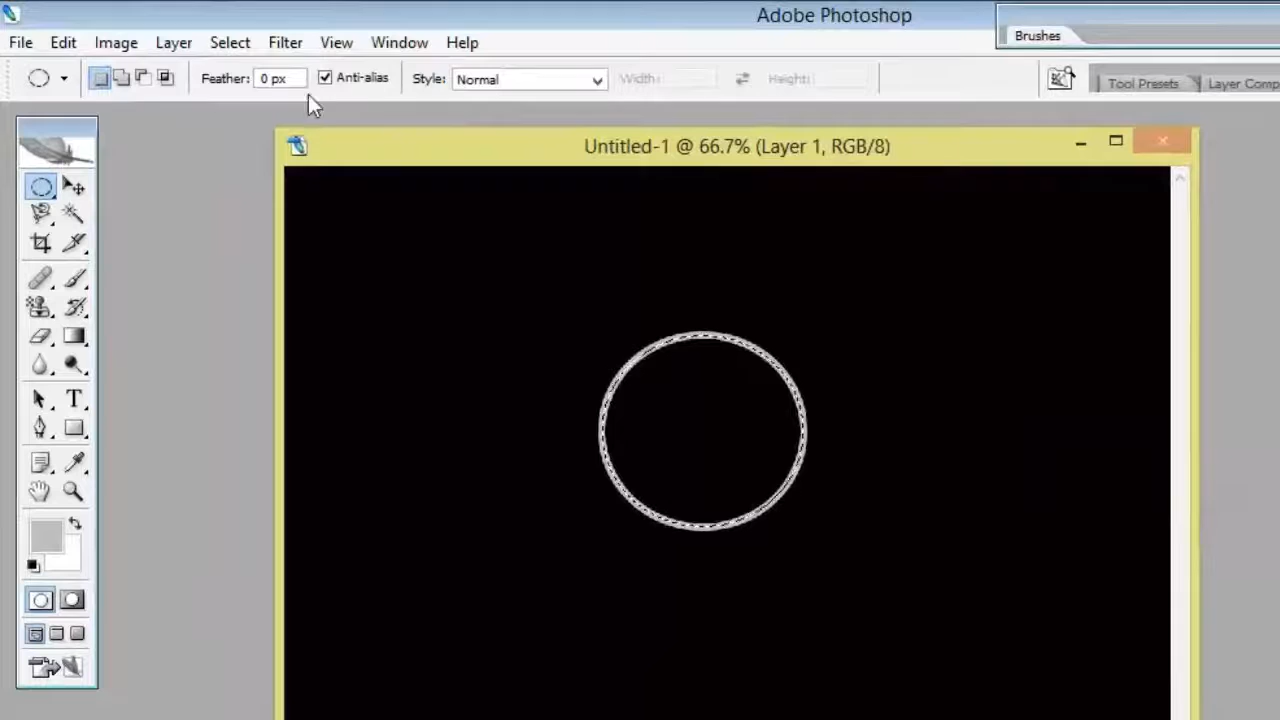 Adobe Photoshop
Brushes
File Edit Image Layer Select Filter View Window Help
Feather: 0 px Anti-alias Style: Normal Width: Height: Tool Presets Layer Comp
Untitled-1 @ 66.7% (Layer 1, RGB/8)
T